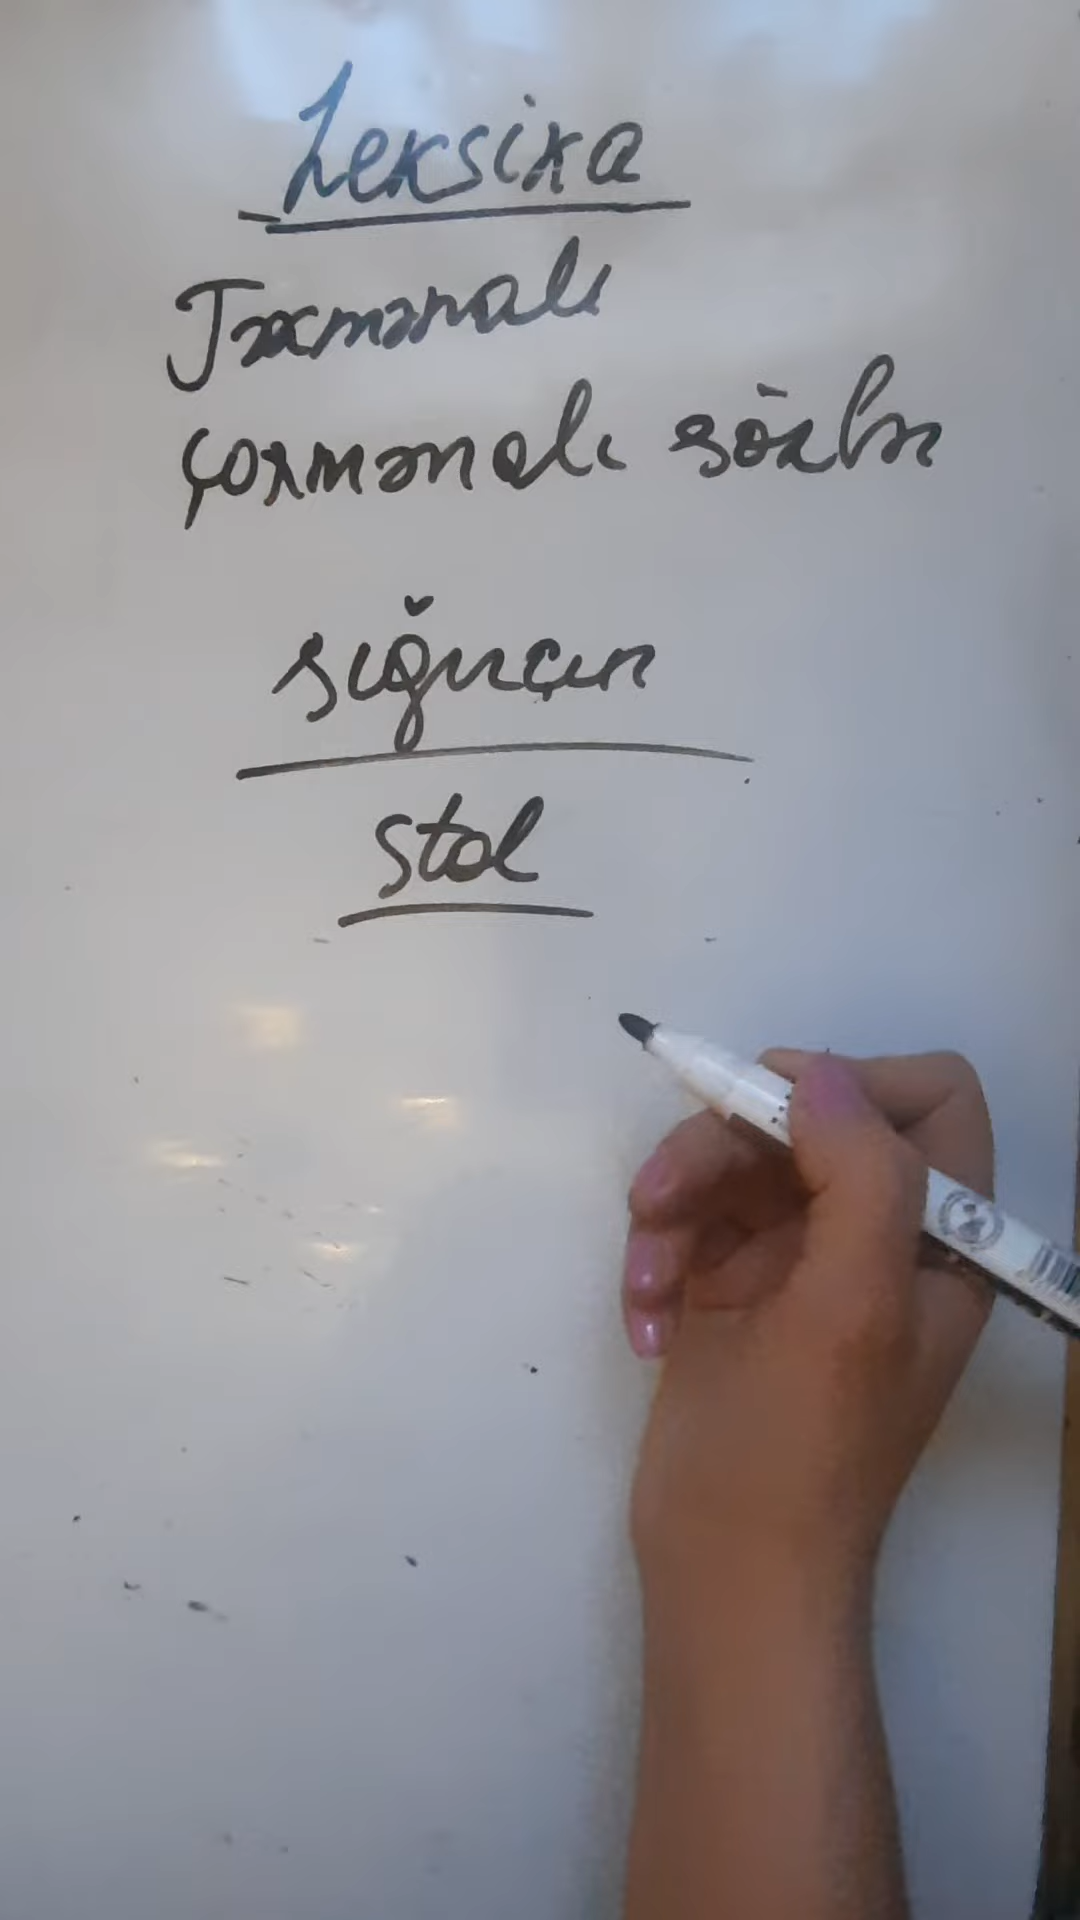 Leksika
Təkmənalı
çoxmənalı sözlər
sığırçın
stol